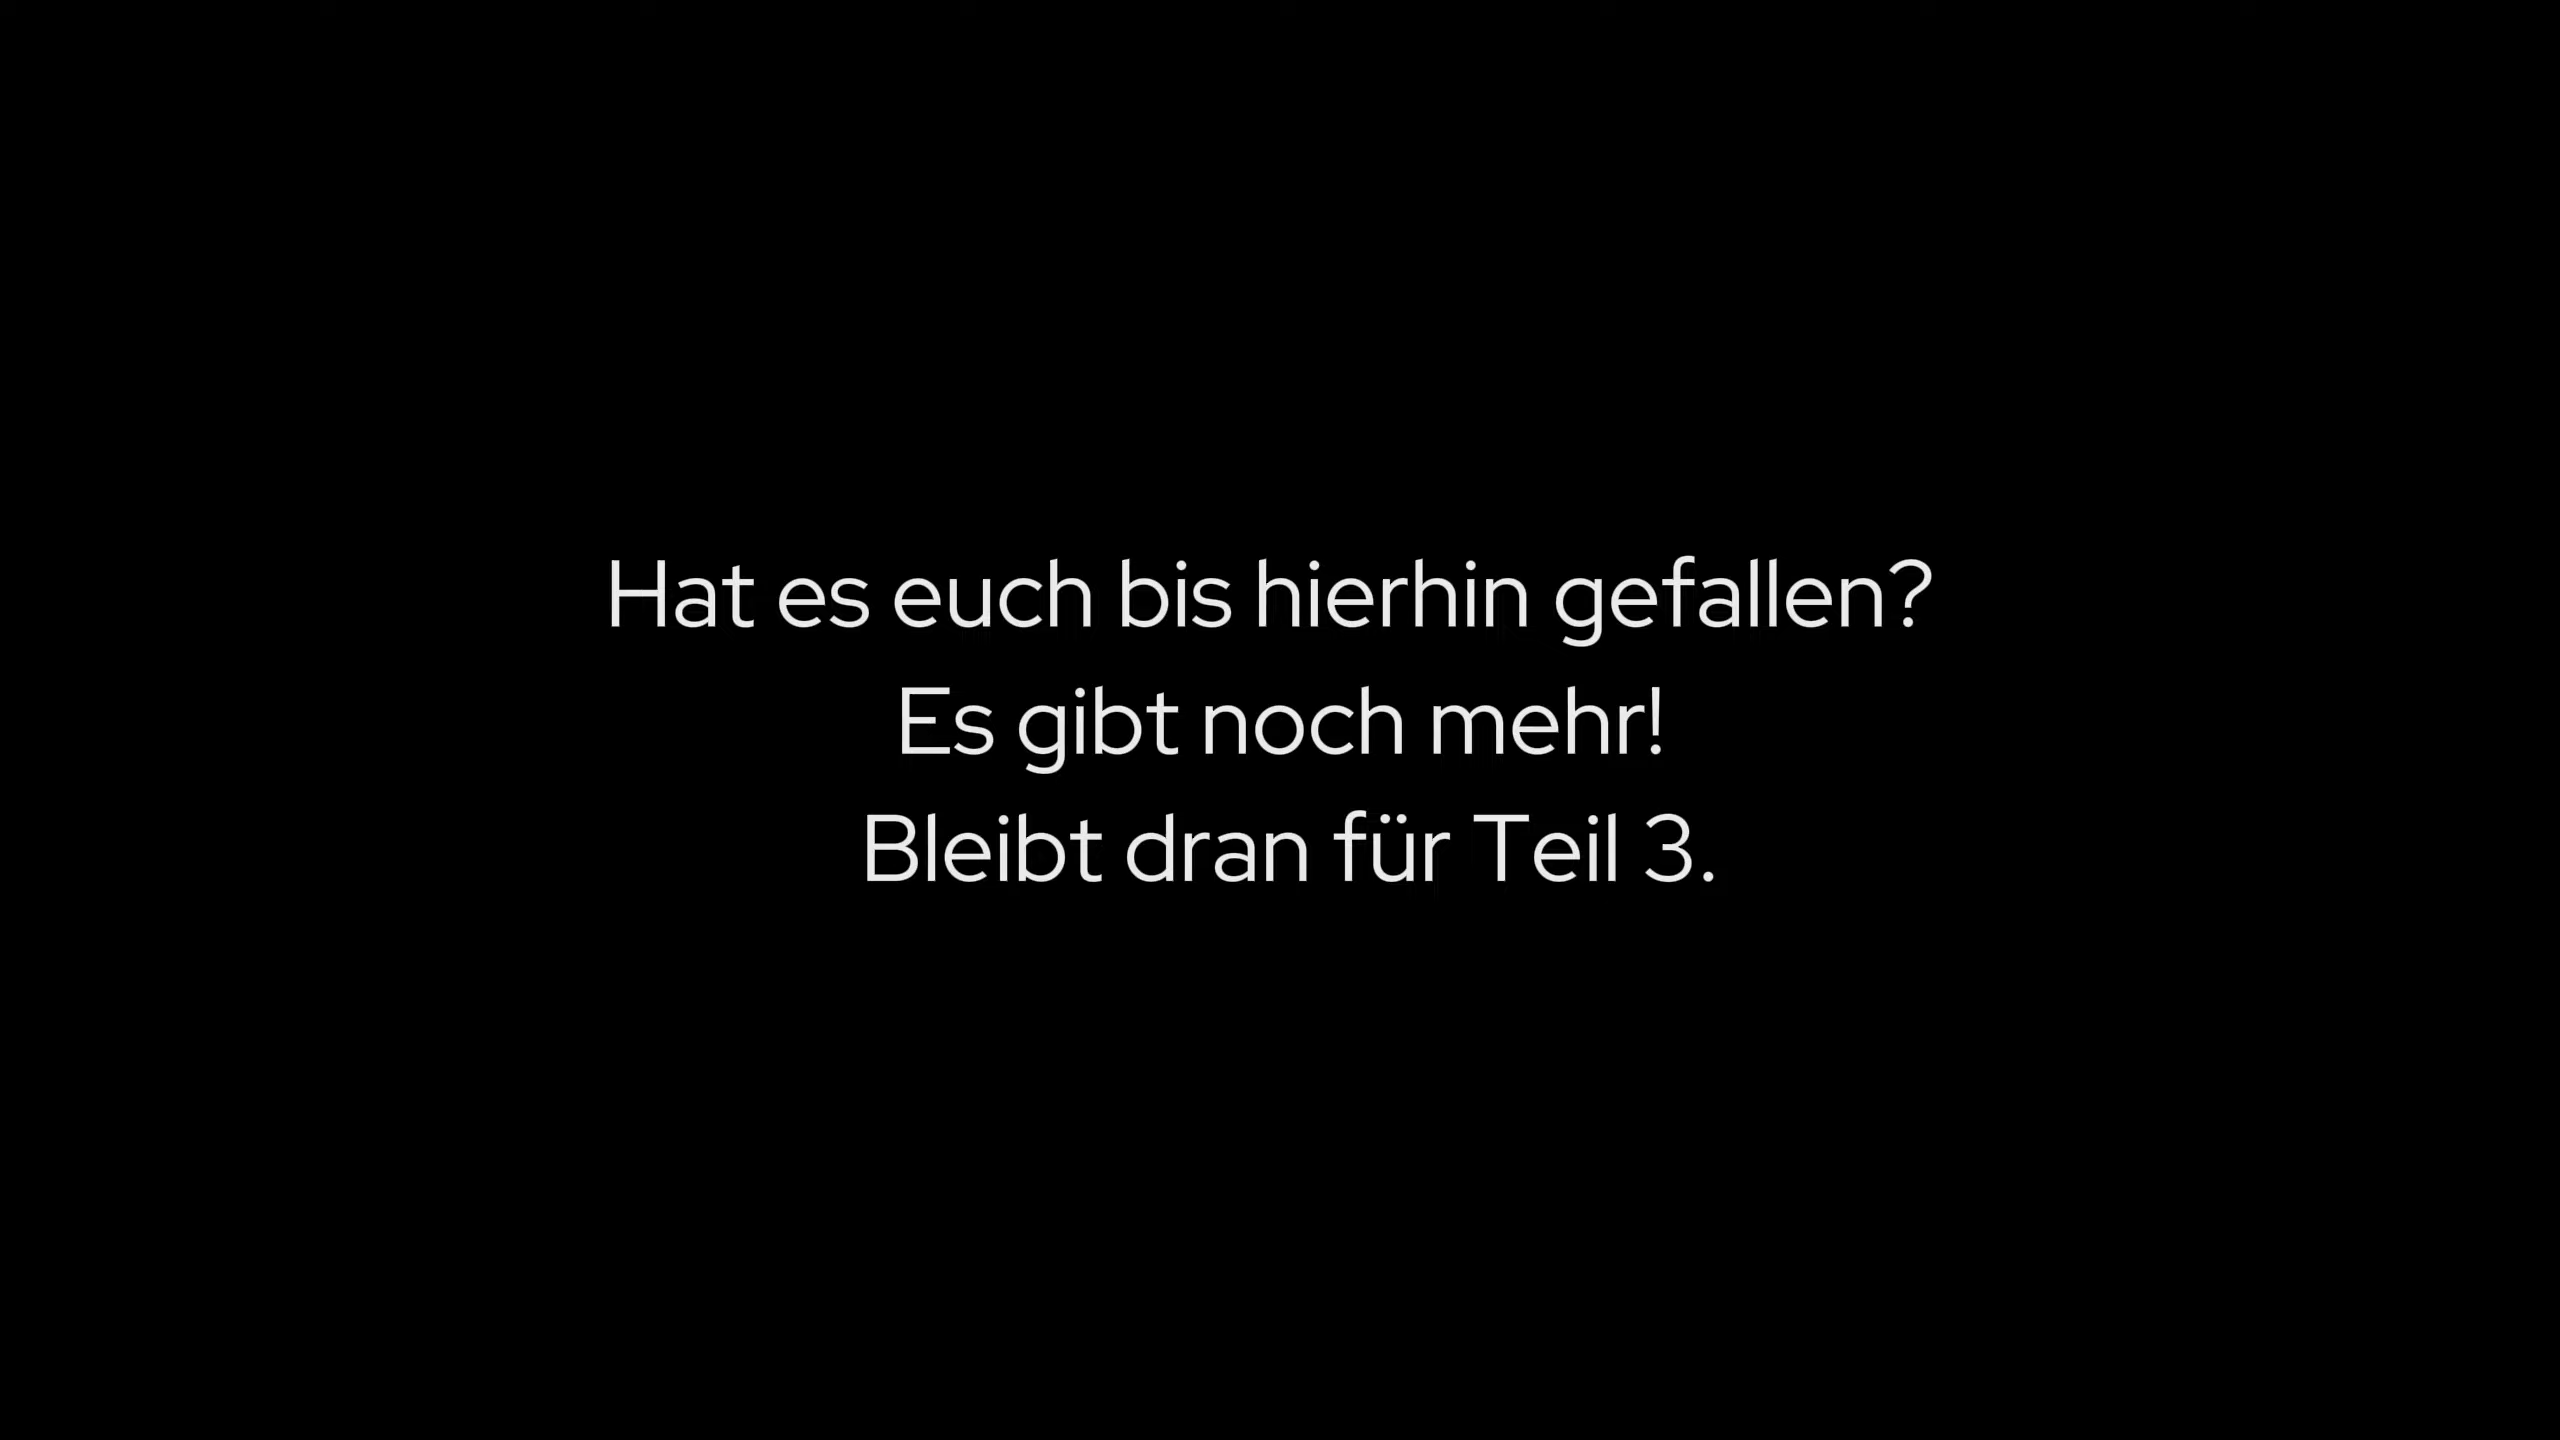 Hat es euch bis hierhin gefallen?
Es gibt noch mehr!
Bleibt dran für Teil 3.